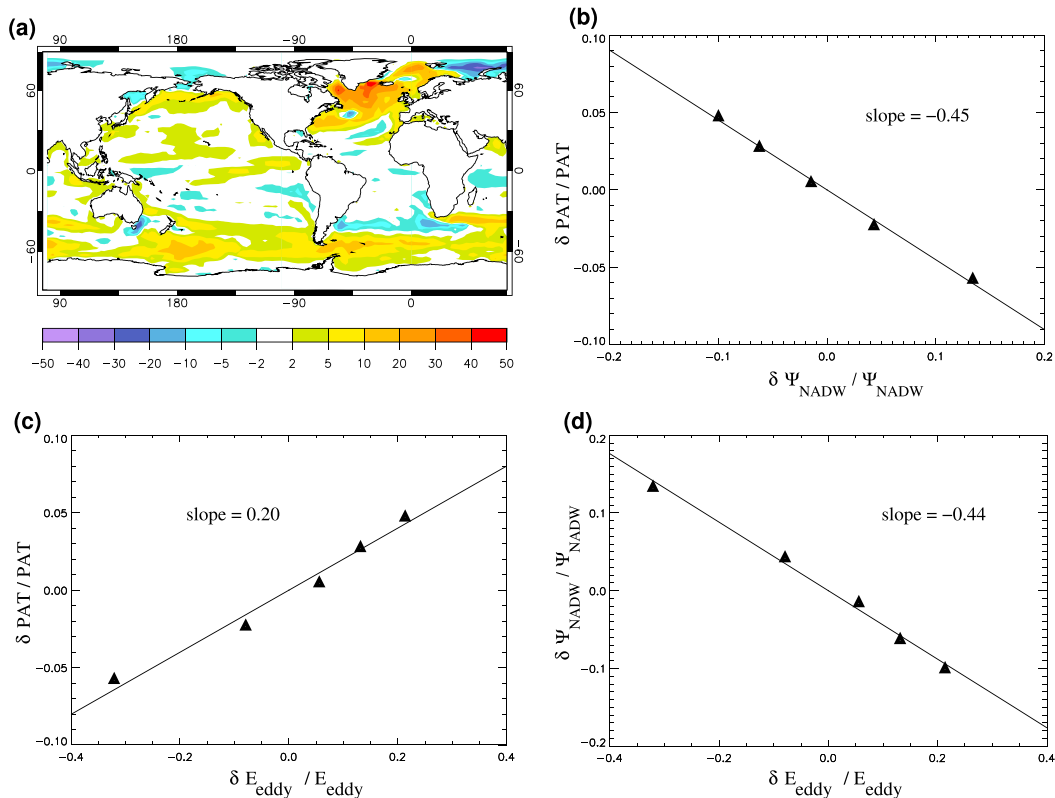 (a)
90 180 −90 0
60 60
0 0
−60 −60
90 180 −90 0
−50 −30 −20 −10 −5 −2 2 5 10 20 30 40 50
(b)
0.10
0.05
0.00
−0.05
−0.10
δ PAT / PAT
slope = −0.45
−0.2 −0.1 0.0 0.1 0.2
δ Ψ_NADW / Ψ_NADW
(c)
0.10
0.05
0.00
−0.05
−0.10
δ PAT / PAT
slope = 0.20
−0.4 −0.2 0.0 0.2 0.4
δ E_eddy / E_eddy
(d)
0.2
0.1
0.0
−0.1
−0.2
δ Ψ_NADW / Ψ_NADW
slope = −0.44
−0.4 −0.2 0.0 0.2 0.4
δ E_eddy / E_eddy